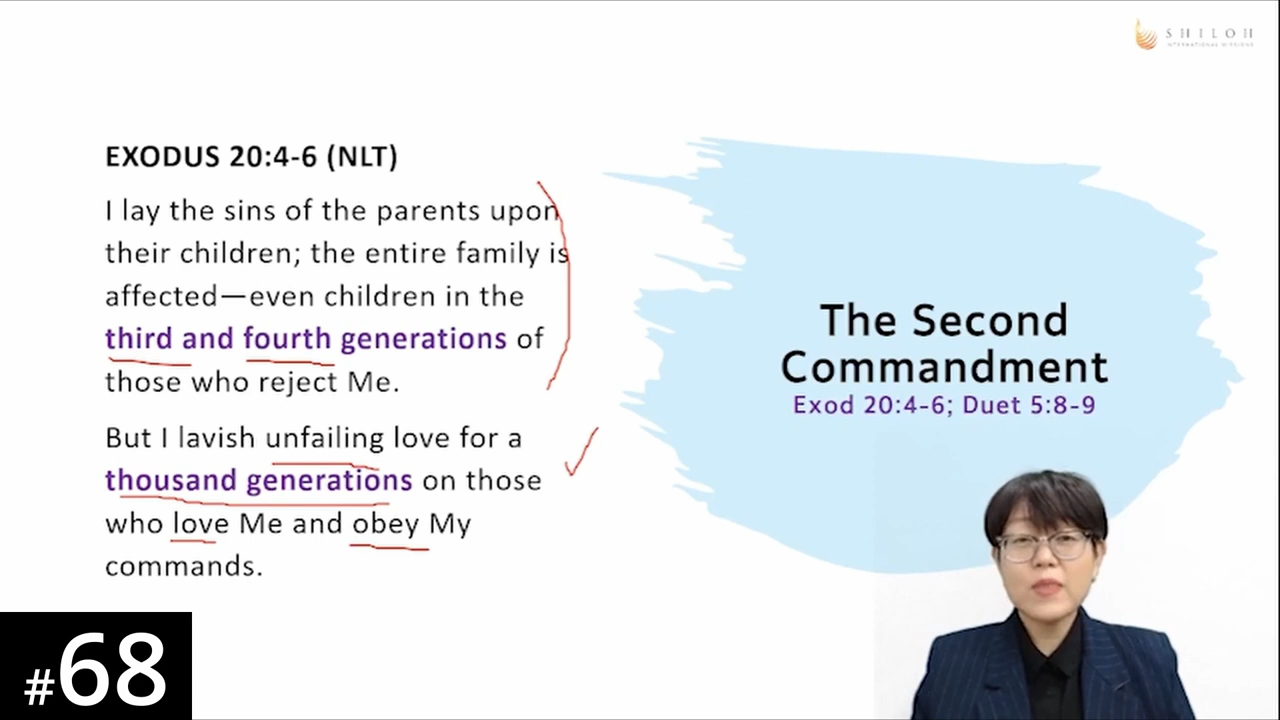 SHILOH
INTERNATIONAL MISSIONS
EXODUS 20:4-6 (NLT)
I lay the sins of the parents upon
their children; the entire family is
affected—even children in the
third and fourth generations of
those who reject Me.
But I lavish unfailing love for a
thousand generations on those
who love Me and obey My
commands.
The Second
Commandment
Exod 20:4-6; Duet 5:8-9
#68